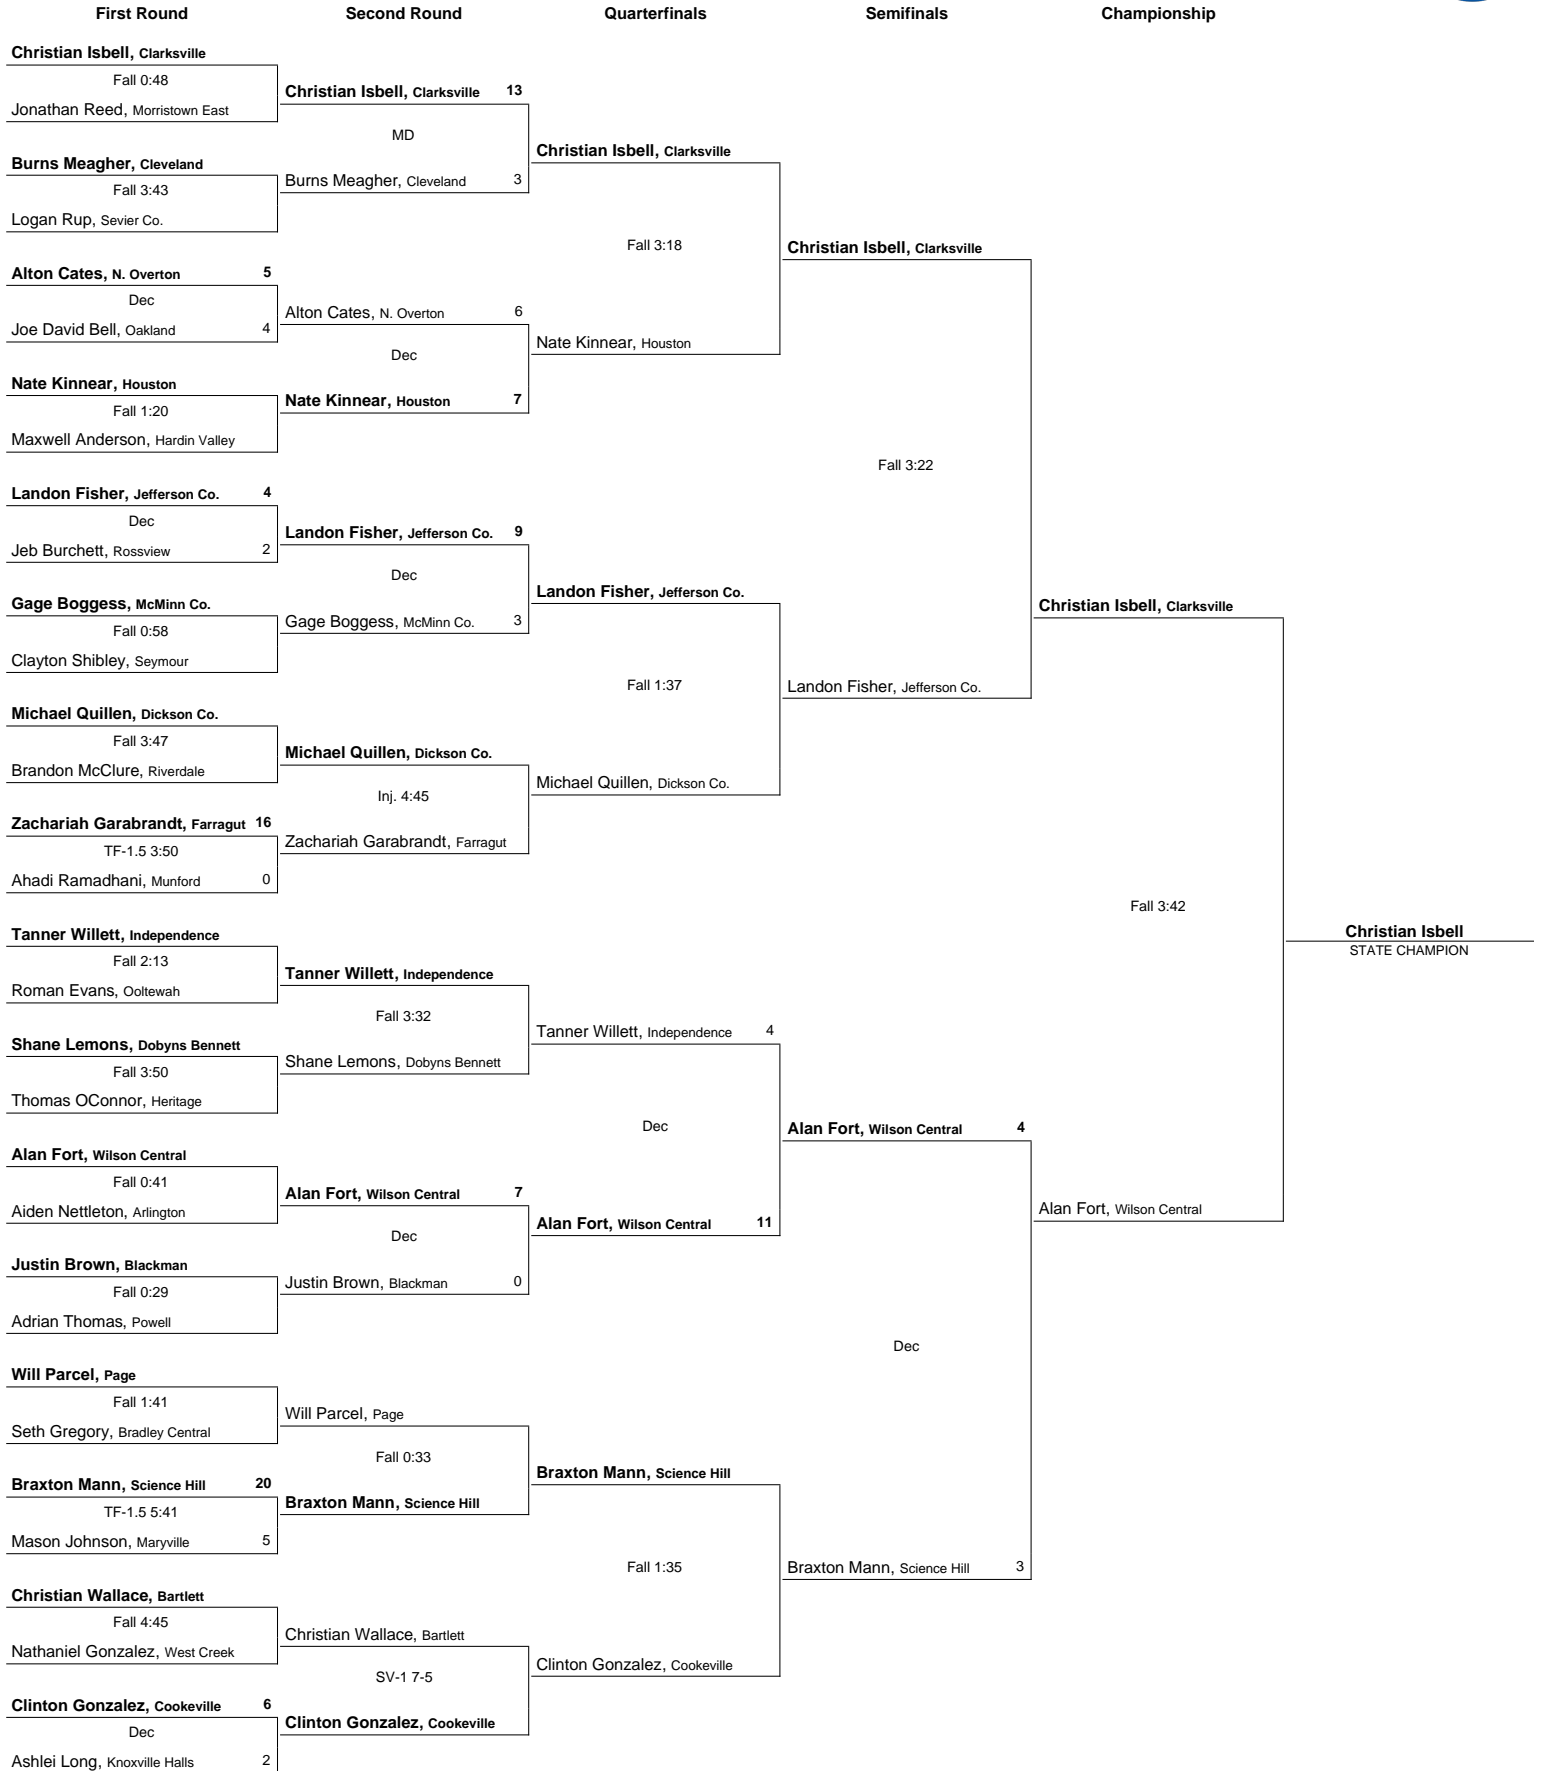 First Round
Second Round
Quarterfinals
Semifinals
Championship
Christian Isbell, Clarksville
Fall 0:48
Jonathan Reed, Morristown East
Burns Meagher, Cleveland
Fall 3:43
Logan Rup, Sevier Co.
Alton Cates, N. Overton 5
Dec
Joe David Bell, Oakland 4
Nate Kinnear, Houston
Fall 1:20
Maxwell Anderson, Hardin Valley
Landon Fisher, Jefferson Co. 4
Dec
Jeb Burchett, Rossview 2
Gage Boggess, McMinn Co.
Fall 0:58
Clayton Shibley, Seymour
Michael Quillen, Dickson Co.
Fall 3:47
Brandon McClure, Riverdale
Zachariah Garabrandt, Farragut 16
TF-1.5 3:50
Ahadi Ramadhani, Munford 0
Tanner Willett, Independence
Fall 2:13
Roman Evans, Ooltewah
Shane Lemons, Dobyns Bennett
Fall 3:50
Thomas OConnor, Heritage
Alan Fort, Wilson Central
Fall 0:41
Aiden Nettleton, Arlington
Justin Brown, Blackman
Fall 0:29
Adrian Thomas, Powell
Will Parcel, Page
Fall 1:41
Seth Gregory, Bradley Central
Braxton Mann, Science Hill 20
TF-1.5 5:41
Mason Johnson, Maryville 5
Christian Wallace, Bartlett
Fall 4:45
Nathaniel Gonzalez, West Creek
Clinton Gonzalez, Cookeville 6
Dec
Ashlei Long, Knoxville Halls 2
Christian Isbell, Clarksville 13
MD
Burns Meagher, Cleveland 3
Alton Cates, N. Overton 6
Dec
Nate Kinnear, Houston 7
Landon Fisher, Jefferson Co. 9
Dec
Gage Boggess, McMinn Co. 3
Michael Quillen, Dickson Co.
Inj. 4:45
Zachariah Garabrandt, Farragut
Tanner Willett, Independence
Fall 3:32
Shane Lemons, Dobyns Bennett
Alan Fort, Wilson Central 7
Dec
Justin Brown, Blackman 0
Will Parcel, Page
Fall 0:33
Braxton Mann, Science Hill
Christian Wallace, Bartlett
SV-1 7-5
Clinton Gonzalez, Cookeville
Christian Isbell, Clarksville
Fall 3:18
Nate Kinnear, Houston
Landon Fisher, Jefferson Co.
Fall 1:37
Michael Quillen, Dickson Co.
Tanner Willett, Independence 4
Dec
Alan Fort, Wilson Central 11
Braxton Mann, Science Hill
Fall 1:35
Clinton Gonzalez, Cookeville
Christian Isbell, Clarksville
Fall 3:22
Landon Fisher, Jefferson Co.
Alan Fort, Wilson Central 4
Dec
Braxton Mann, Science Hill 3
Christian Isbell, Clarksville
Fall 3:42
Alan Fort, Wilson Central
Christian Isbell
STATE CHAMPION